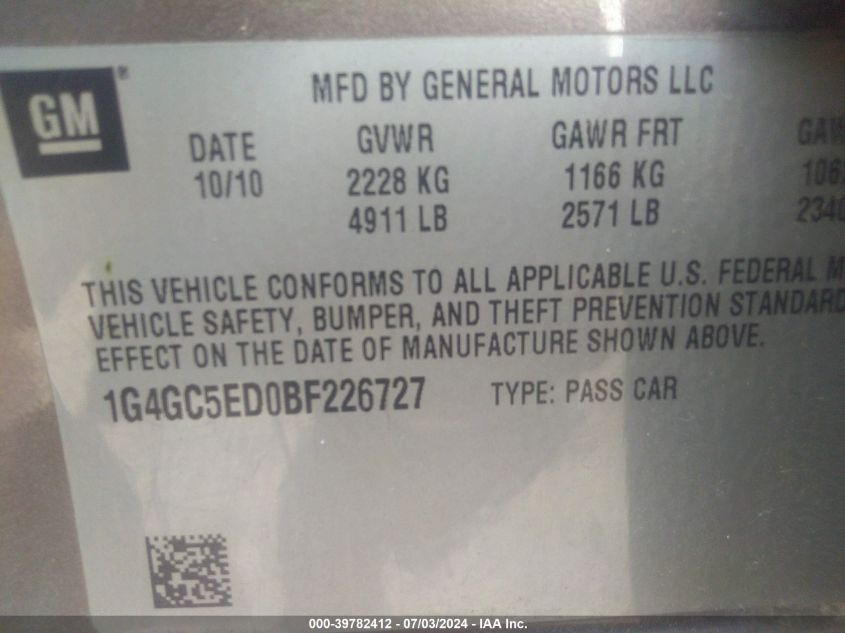 GM®
MFD BY GENERAL MOTORS LLC
DATE GVWR GAWR FRT
10/10 2228 KG 1166 KG
4911 LB 2571 LB
THIS VEHICLE CONFORMS TO ALL APPLICABLE U.S. FEDERAL
VEHICLE SAFETY, BUMPER, AND THEFT PREVENTION
EFFECT ON THE DATE OF MANUFACTURE SHOWN ABOVE.
1G4GC5ED0BF226727 TYPE: PASS CAR
000-39782412 - 07/03/2024 - IAA Inc.